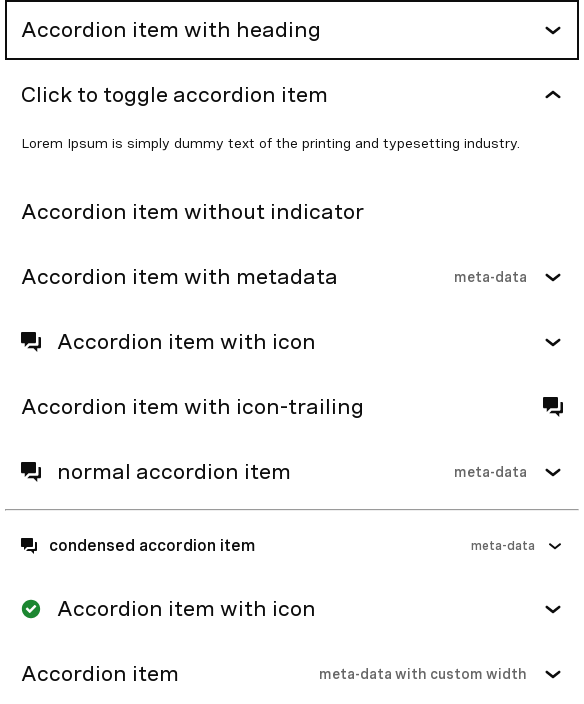 Accordion item with heading
Click to toggle accordion item
Lorem Ipsum is simply dummy text of the printing and typesetting industry.
Accordion item without indicator
Accordion item with metadata meta-data
Accordion item with icon
Accordion item with icon-trailing
normal accordion item meta-data
condensed accordion item meta-data
Accordion item with icon
Accordion item meta-data with custom width